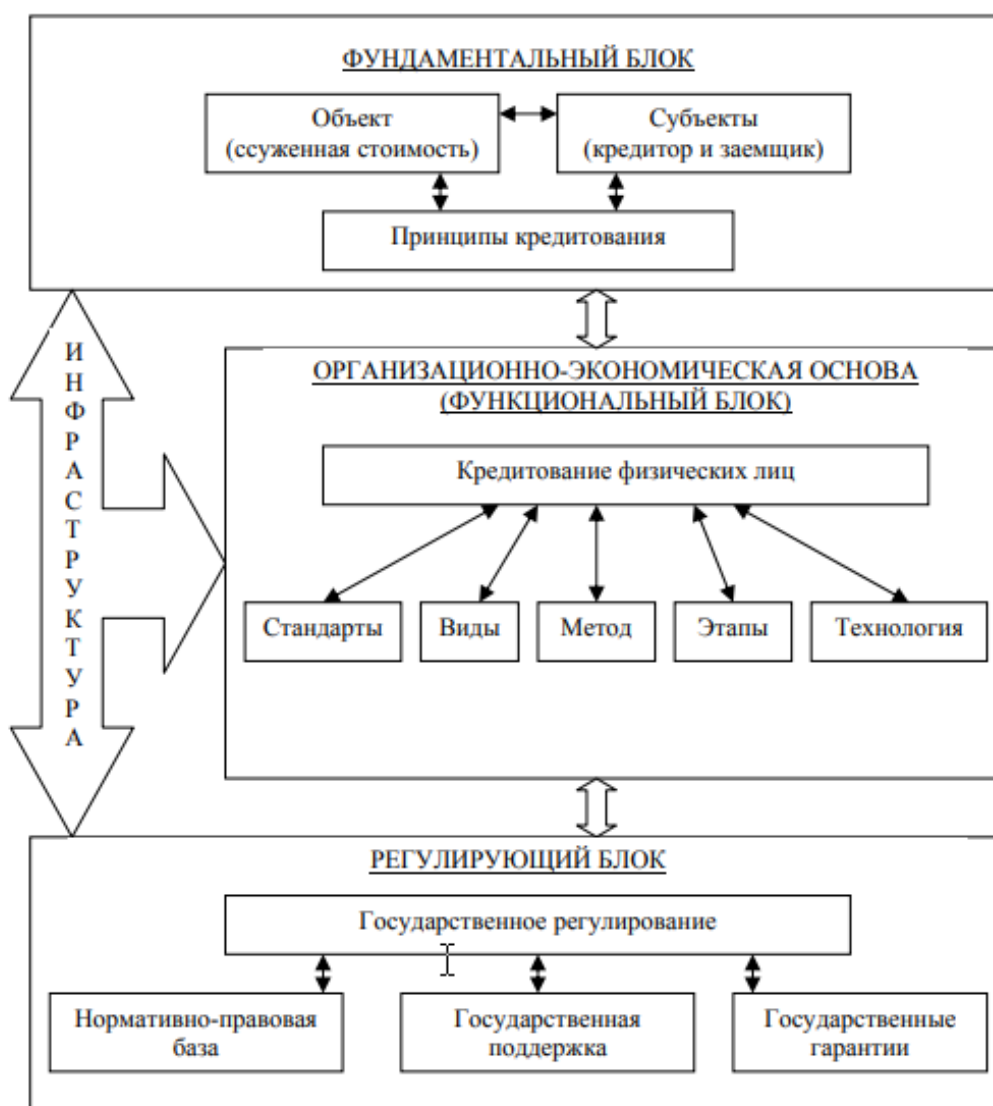 ФУНДАМЕНТАЛЬНЫЙ БЛОК
Объект
(ссуженная стоимость)
Субъекты
(кредитор и заемщик)
Принципы кредитования
ИНФРАСТРУКТУРА
ОРГАНИЗАЦИОННО-ЭКОНОМИЧЕСКАЯ ОСНОВА
(ФУНКЦИОНАЛЬНЫЙ БЛОК)
Кредитование физических лиц
Стандарты
Виды
Метод
Этапы
Технология
РЕГУЛИРУЮЩИЙ БЛОК
Государственное регулирование
Нормативно-правовая
база
Государственная
поддержка
Государственные
гарантии